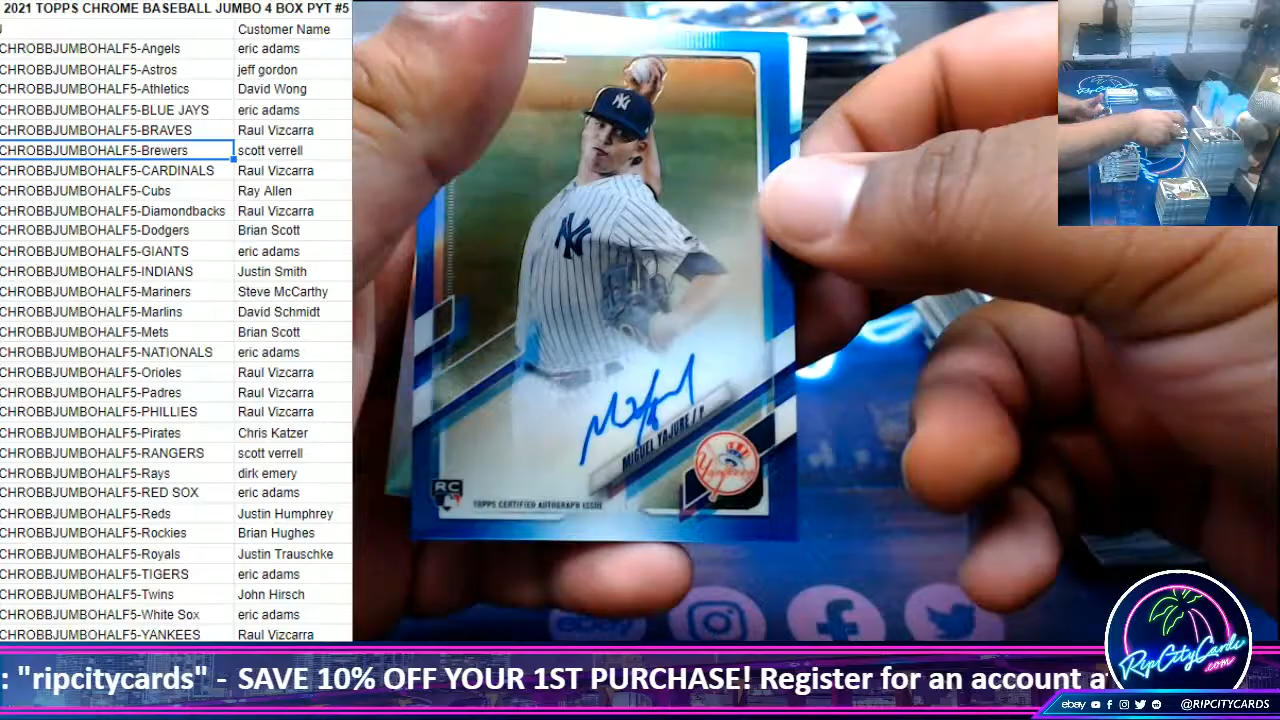 2021 TOPPS CHROME BASEBALL JUMBO 4 BOX PYT #5
Customer Name
CHROBBJUMBOHALF5-Angels eric adams
CHROBBJUMBOHALF5-Astros jeff gordon
CHROBBJUMBOHALF5-Athletics David Wong
CHROBBJUMBOHALF5-BLUE JAYS eric adams
CHROBBJUMBOHALF5-BRAVES Raul Vizcarra
CHROBBJUMBOHALF5-Brewers scott verrell
CHROBBJUMBOHALF5-CARDINALS Raul Vizcarra
CHROBBJUMBOHALF5-Cubs Ray Allen
CHROBBJUMBOHALF5-Diamondbacks Raul Vizcarra
CHROBBJUMBOHALF5-Dodgers Brian Scott
CHROBBJUMBOHALF5-GIANTS eric adams
CHROBBJUMBOHALF5-INDIANS Justin Smith
CHROBBJUMBOHALF5-Mariners Steve McCarthy
CHROBBJUMBOHALF5-Marlins David Schmidt
CHROBBJUMBOHALF5-Mets Brian Scott
CHROBBJUMBOHALF5-NATIONALS eric adams
CHROBBJUMBOHALF5-Orioles Raul Vizcarra
CHROBBJUMBOHALF5-Padres Raul Vizcarra
CHROBBJUMBOHALF5-PHILLIES Raul Vizcarra
CHROBBJUMBOHALF5-Pirates Chris Katzer
CHROBBJUMBOHALF5-RANGERS scott verrell
CHROBBJUMBOHALF5-Rays dirk emery
CHROBBJUMBOHALF5-RED SOX eric adams
CHROBBJUMBOHALF5-Reds Justin Humphrey
CHROBBJUMBOHALF5-Rockies Brian Hughes
CHROBBJUMBOHALF5-Royals Justin Trauschke
CHROBBJUMBOHALF5-TIGERS eric adams
CHROBBJUMBOHALF5-Twins John Hirsch
CHROBBJUMBOHALF5-White Sox eric adams
CHROBBJUMBOHALF5-YANKEES Raul Vizcarra
NY
NY
MIGUEL YAJURE / P
Yankees
RC
TOPPS CERTIFIED AUTOGRAPH ISSUE
ebay
RipCityCards
.com
: "ripcitycards" - SAVE 10% OFF YOUR 1ST PURCHASE! Register for an account a
ebay @RIPCITYCARDS